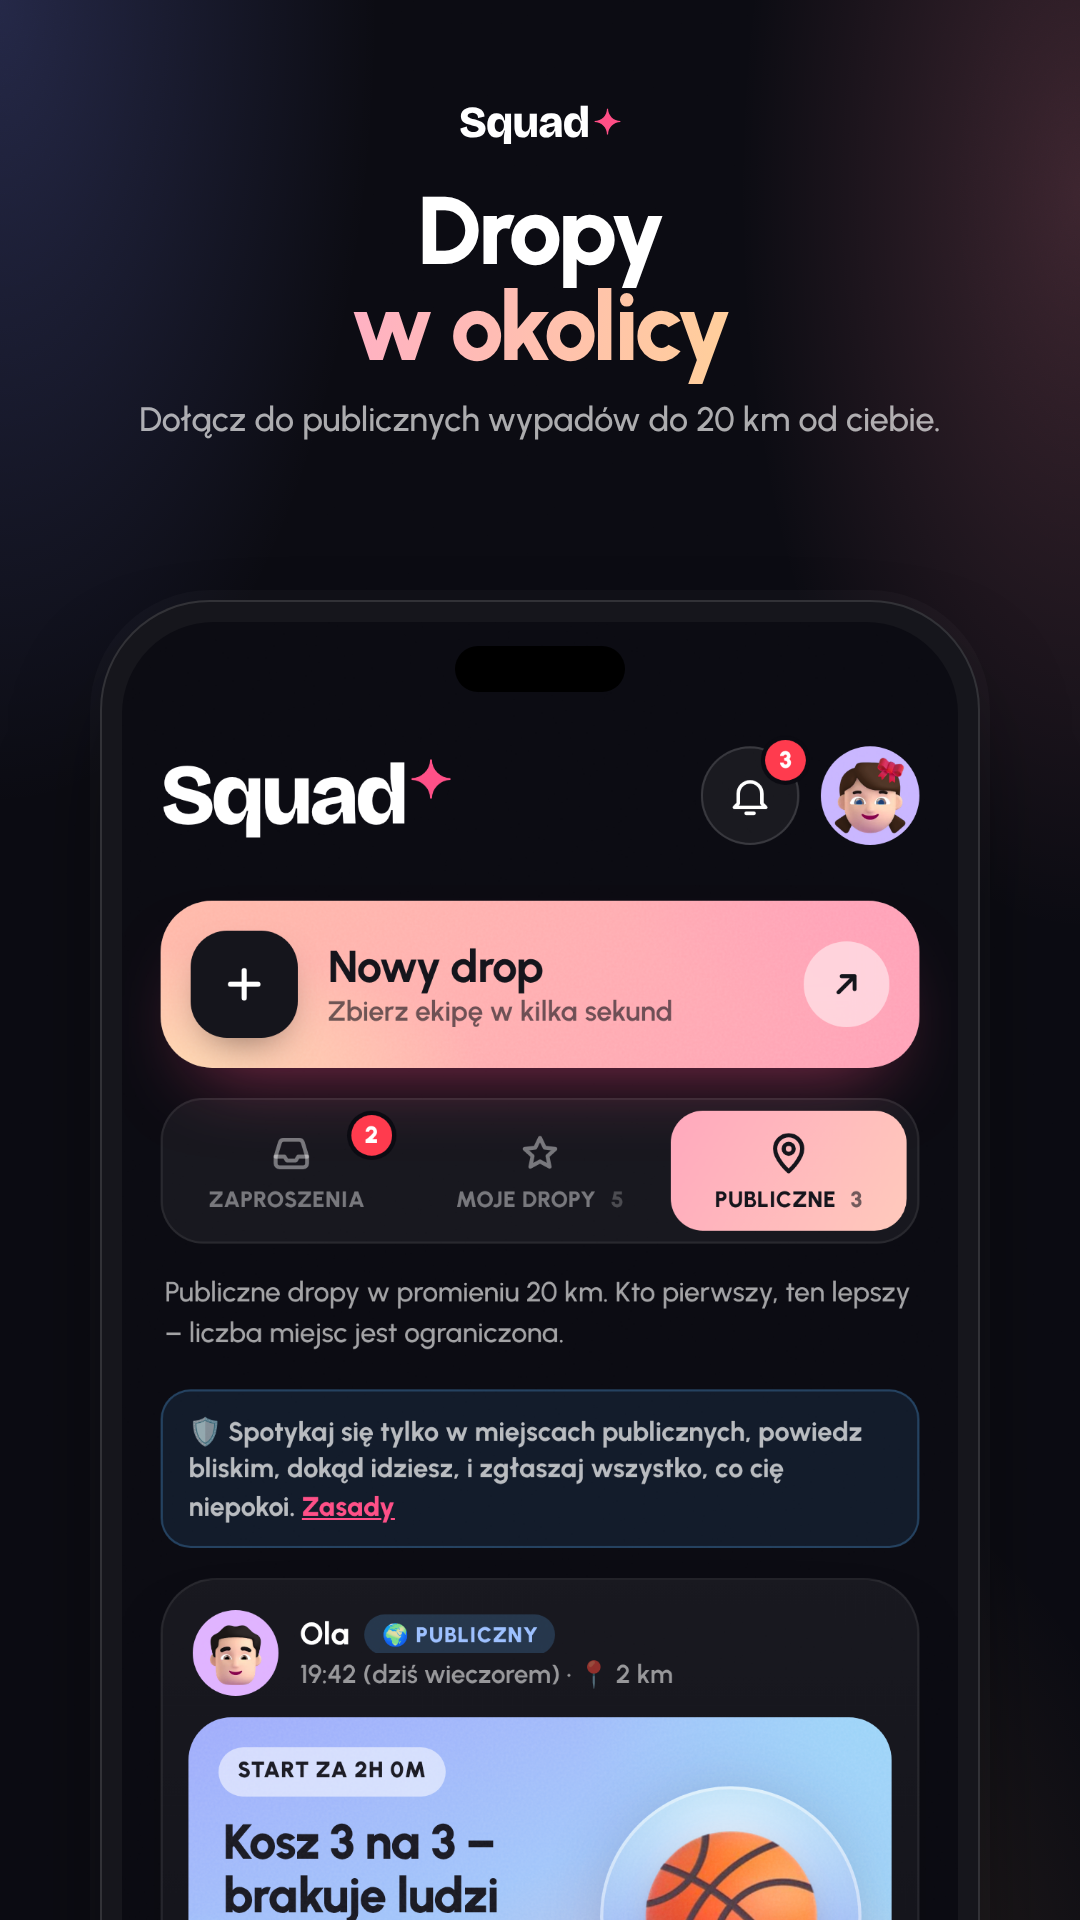 Squad
Dropy
w okolicy
Dołącz do publicznych wypadów do 20 km od ciebie.
Squad
3
Nowy drop
Zbierz ekipę w kilka sekund
2
ZAPROSZENIA
MOJE DROPY 5
PUBLICZNE 3
Publiczne dropy w promieniu 20 km. Kto pierwszy, ten lepszy
– liczba miejsc jest ograniczona.
Spotykaj się tylko w miejscach publicznych, powiedz
bliskim, dokąd idziesz, i zgłaszaj wszystko, co cię
niepokoi. Zasady
Ola PUBLICZNY
19:42 (dziś wieczorem) · 2 km
START ZA 2H 0M
Kosz 3 na 3 –
brakuje ludzi